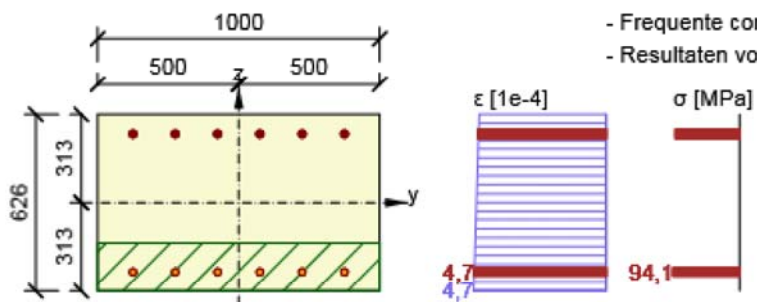 1000
- Frequente co
500
500
z
- Resultaten vo
ε [1e-4]
σ [MPa]
626
313
y
313
4,7
94,1
4,7